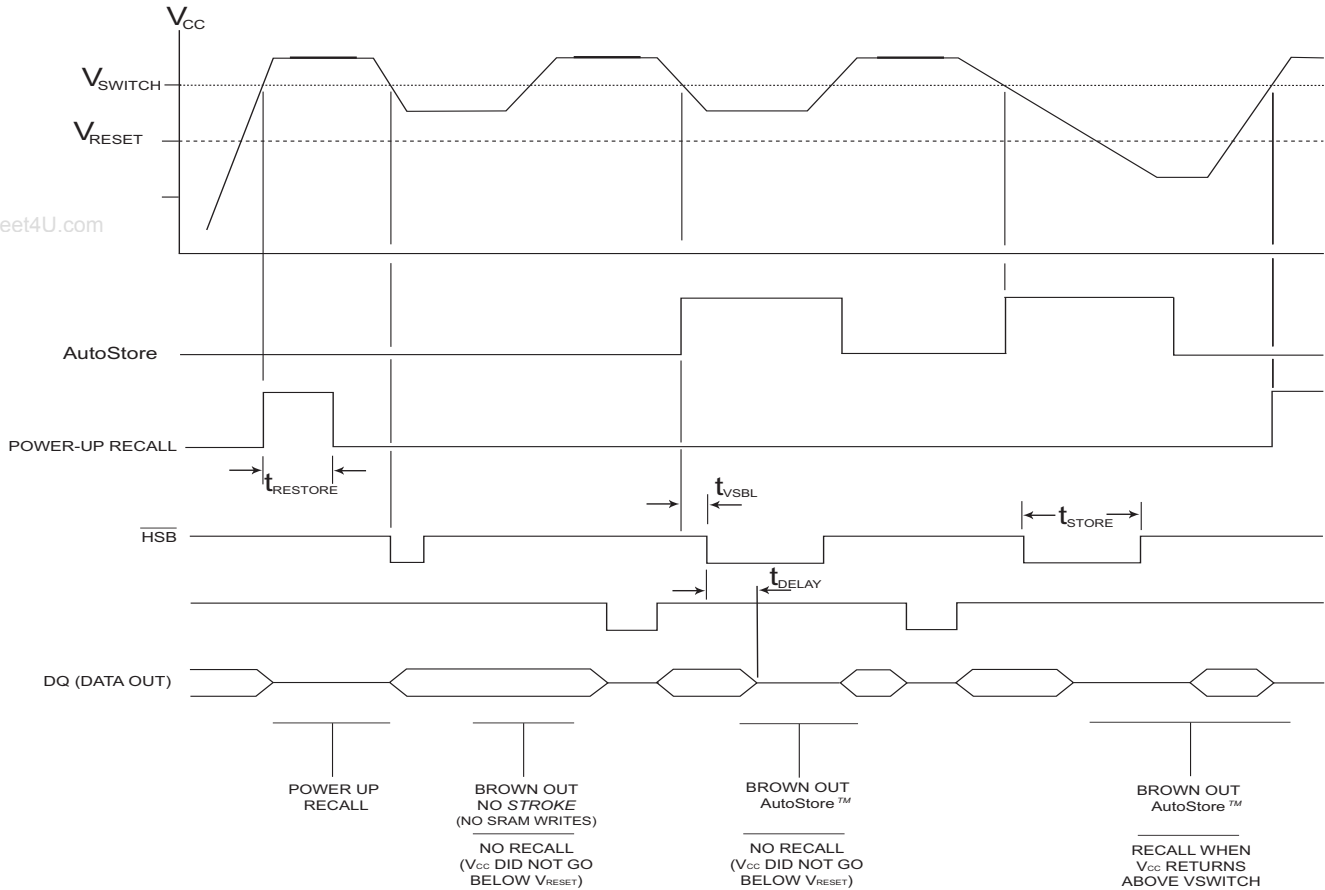 VCC
VSWITCH
VRESET
eet4U.com
AutoStore
POWER-UP RECALL
tRESTORE
tVSBL
HSB
tSTORE
tDELAY
DQ (DATA OUT)
POWER UP
RECALL
BROWN OUT
NO STROKE
(NO SRAM WRITES)
NO RECALL
(VCC DID NOT GO
BELOW VRESET)
BROWN OUT
AutoStore™
NO RECALL
(VCC DID NOT GO
BELOW VRESET)
BROWN OUT
AutoStore™
RECALL WHEN
VCC RETURNS
ABOVE VSWITCH